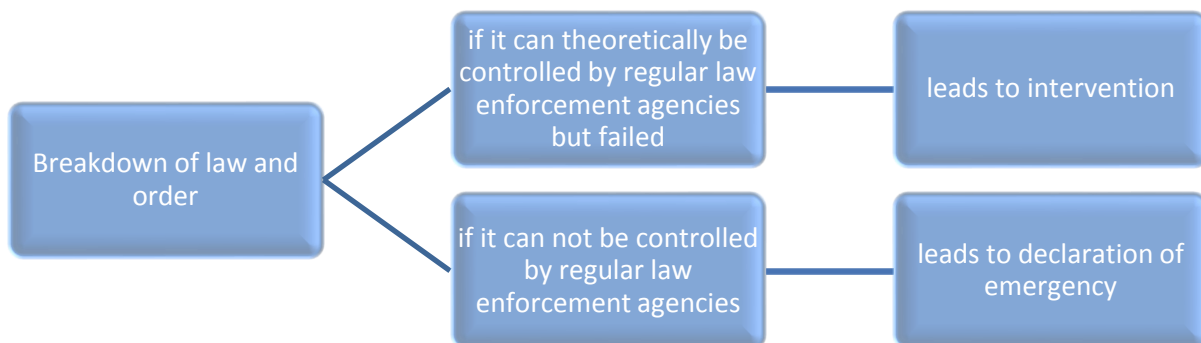 Breakdown of law and
order
if it can theoretically be
controlled by regular law
enforcement agencies
but failed
leads to intervention
if it can not be controlled
by regular law
enforcement agencies
leads to declaration of
emergency